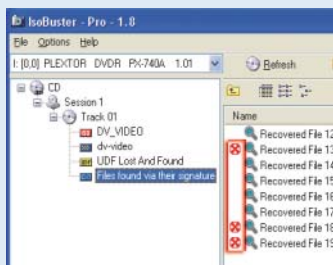 IsoBuster - Pro - 1.8
File Options Help
I: [0,0] PLEXTOR DVDR PX-740A 1.01
Refresh
CD
Session 1
Track 01
DV_VIDEO
dv-video
UDF Lost And Found
Files found via their signature
Name
Recovered File 12
Recovered File 13
Recovered File 14
Recovered File 15
Recovered File 16
Recovered File 17
Recovered File 18
Recovered File 19